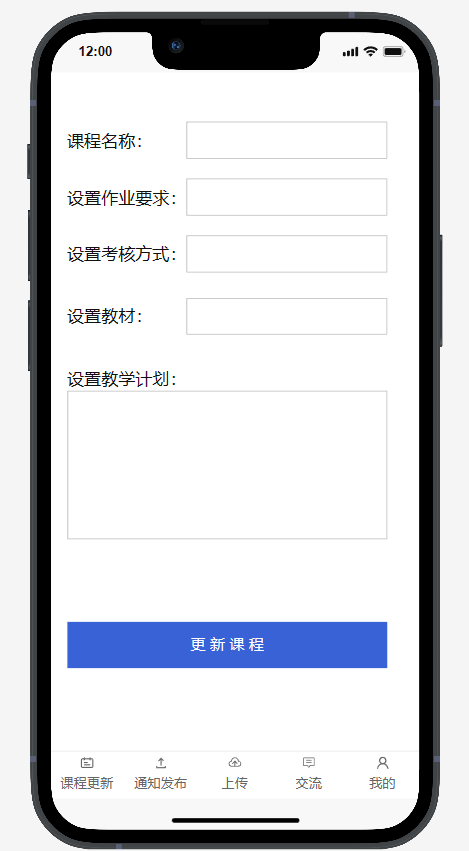 12:00
课程名称：
设置作业要求：
设置考核方式：
设置教材：
设置教学计划：
更新课程
课程更新 通知发布 上传 交流 我的